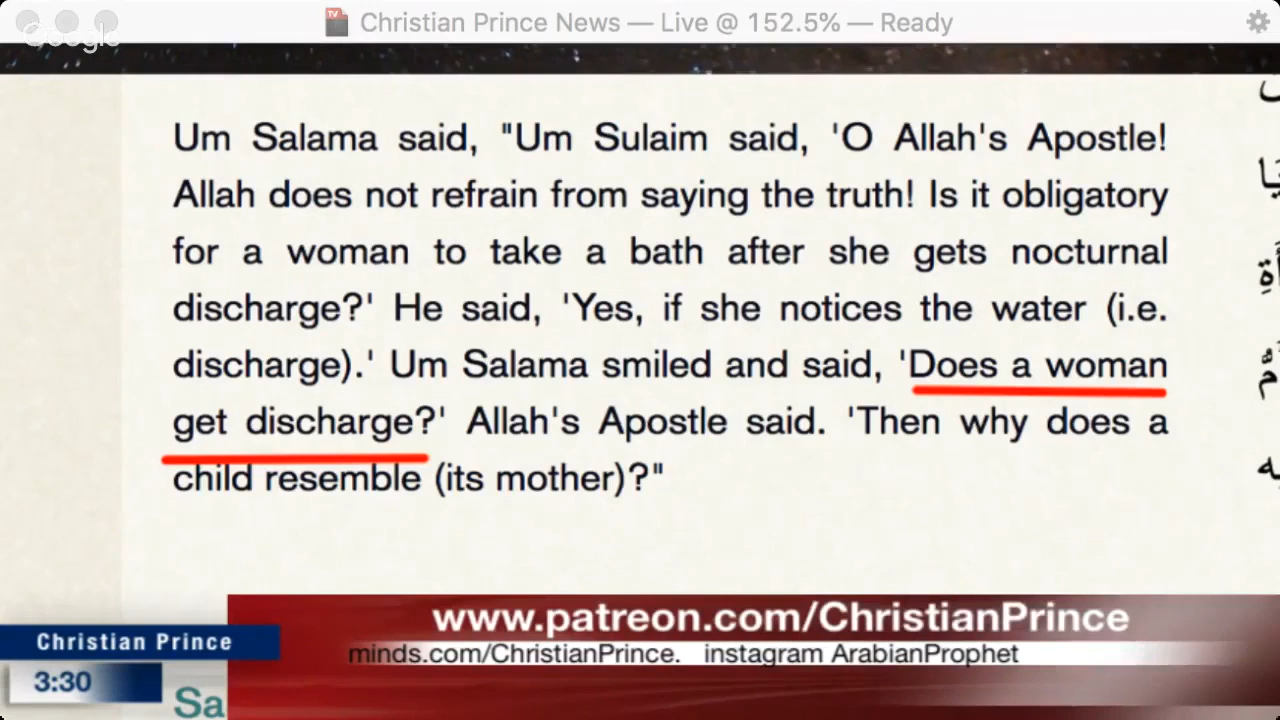 Christian Prince News — Live @ 152.5% — Ready
Google
Um Salama said, "Um Sulaim said, 'O Allah's Apostle!
Allah does not refrain from saying the truth! Is it obligatory
for a woman to take a bath after she gets nocturnal
discharge?' He said, 'Yes, if she notices the water (i.e.
discharge).' Um Salama smiled and said, 'Does a woman
get discharge?' Allah's Apostle said. 'Then why does a
child resemble (its mother)?"
www.patreon.com/ChristianPrince
Christian Prince
minds.com/ChristianPrince. instagram ArabianProphet
3:30
Sa